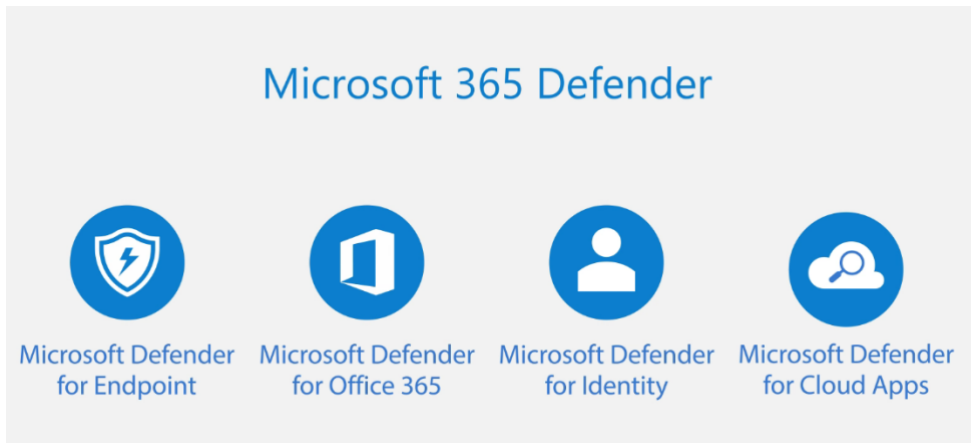 Microsoft 365 Defender
Microsoft Defender
for Endpoint
Microsoft Defender
for Office 365
Microsoft Defender
for Identity
Microsoft Defender
for Cloud Apps